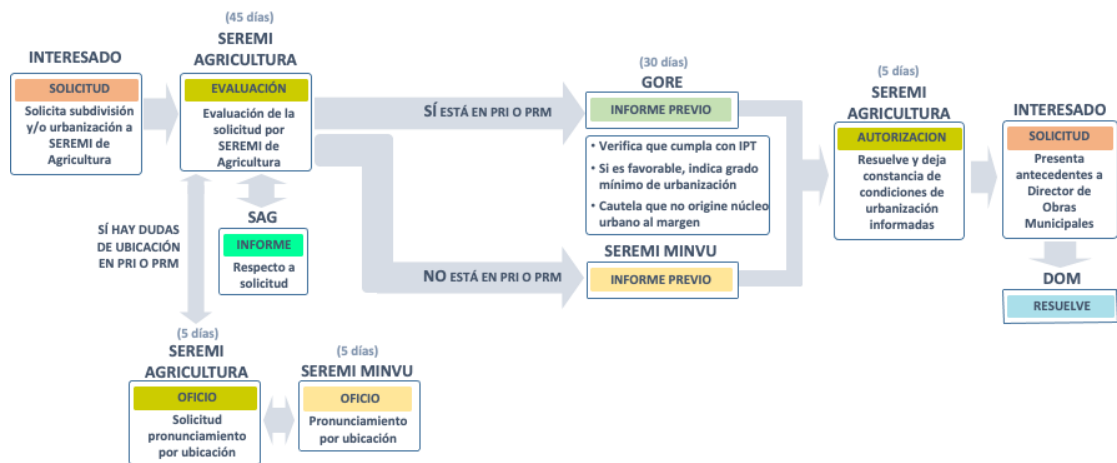 INTERESADO
SOLICITUD
Solicita subdivisión
y/o urbanización a
SEREMI de
Agricultura
(45 días)
SEREMI
AGRICULTURA
EVALUACIÓN
Evaluación de la
solicitud por
SEREMI de
Agricultura
SÍ ESTÁ EN PRI O PRM
(30 días)
GORE
INFORME PREVIO
• Verifica que cumpla con IPT
• Si es favorable, indica grado
mínimo de urbanización
• Cautela que no origine núcleo
urbano al margen
(5 días)
SEREMI
AGRICULTURA
AUTORIZACION
Resuelve y deja
constancia de
condiciones de
urbanización
informadas
INTERESADO
SOLICITUD
Presenta
antecedentes a
Director de
Obras
Municipales
SÍ HAY DUDAS
DE UBICACIÓN
EN PRI O PRM
SAG
INFORME
Respecto a
solicitud
NO ESTÁ EN PRI O PRM
SEREMI MINVU
INFORME PREVIO
DOM
RESUELVE
(5 días)
SEREMI
AGRICULTURA
OFICIO
Solicitud
pronunciamiento
por ubicación
(5 días)
SEREMI MINVU
OFICIO
Pronunciamiento
por ubicación